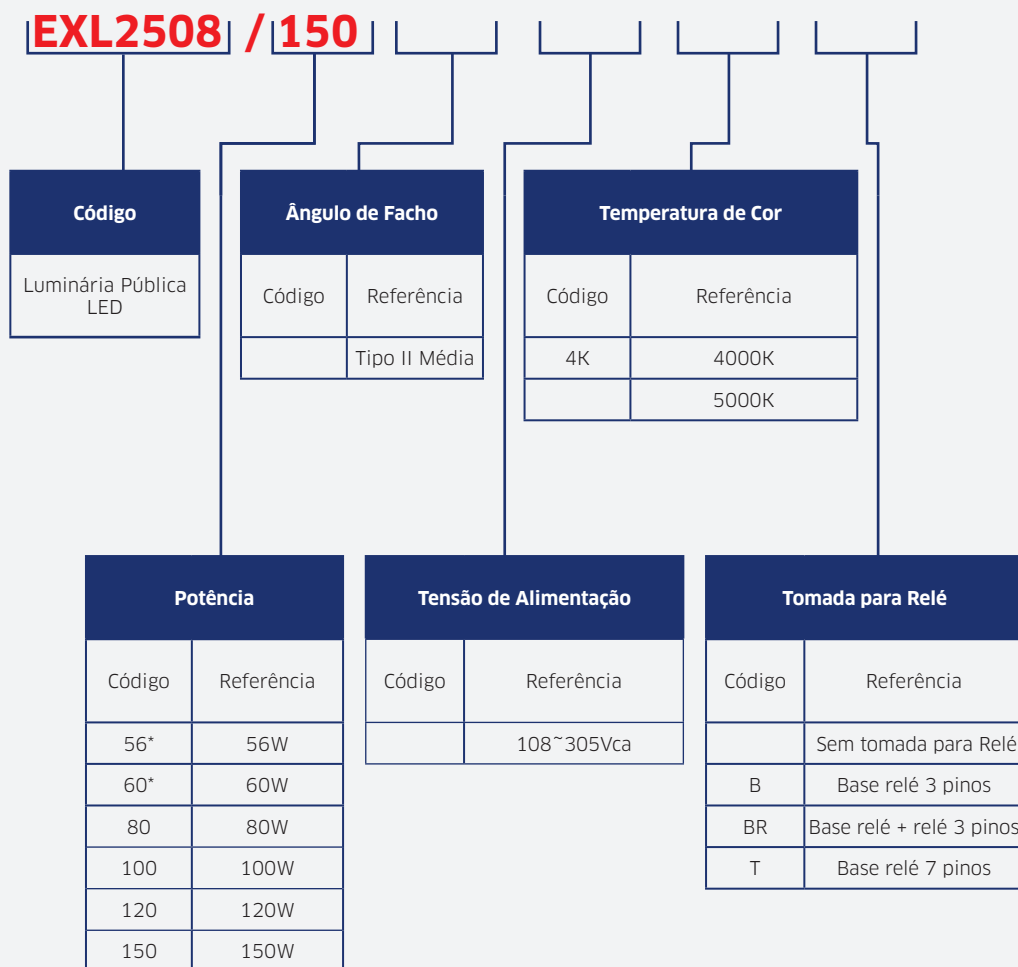 EXL2508 / 150
Código
Luminária Pública
LED
Ângulo de Facho
Código Referência
Tipo II Média
Temperatura de Cor
Código Referência
4K 4000K
5000K
Potência
Código Referência
56* 56W
60* 60W
80 80W
100 100W
120 120W
150 150W
Tensão de Alimentação
Código Referência
108~305Vca
Tomada para Relé
Código Referência
Sem tomada para Relé
B Base relé 3 pinos
BR Base relé + relé 3 pinos
T Base relé 7 pinos